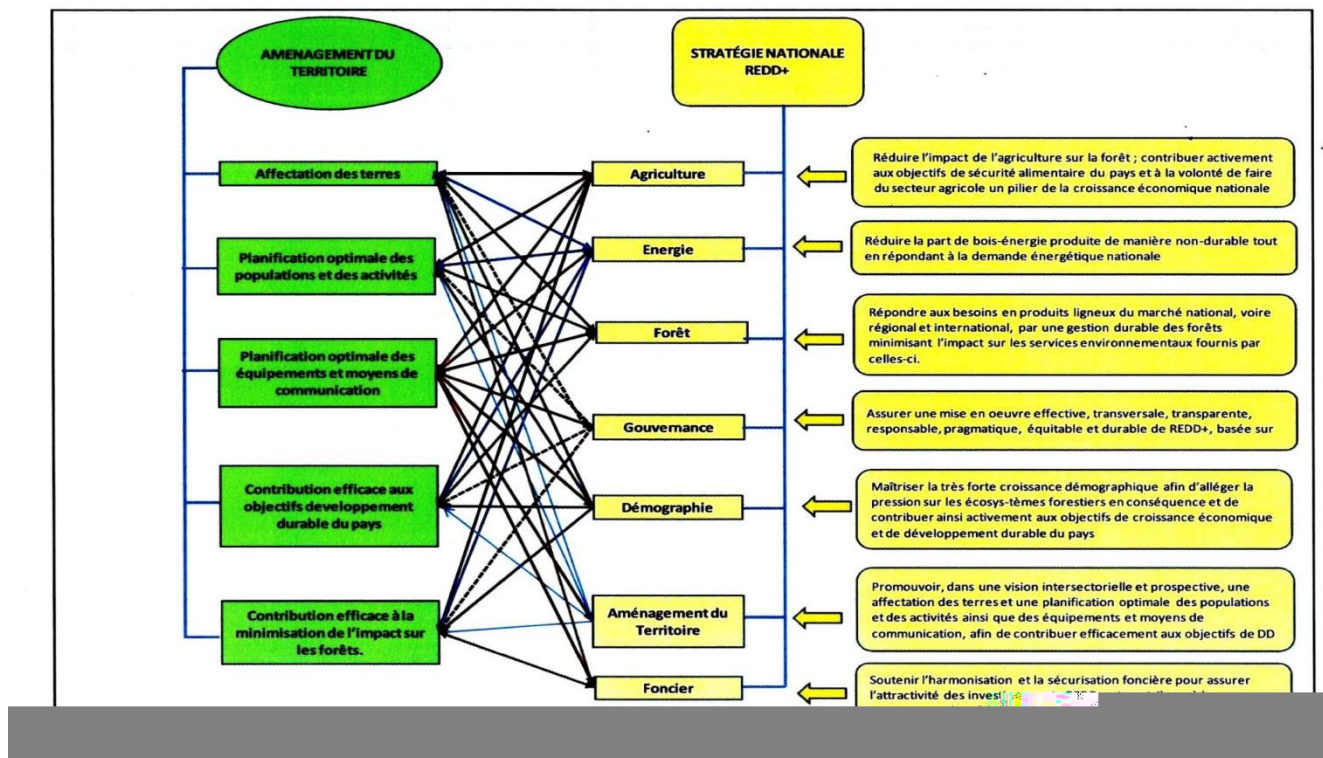 AMENAGEMENT DU
TERRITOIRE
STRATÉGIE NATIONALE
REDD+
Affectation des terres
Planification optimale des
populations et des activités
Planification optimale des
équipements et moyens de
communication
Contribution efficace aux
objectifs developpement
durable du pays
Contribution efficace à la
minimisation de l'impact sur
les forêts.
Agriculture
Energie
Forêt
Gouvernance
Démographie
Aménagement du
Territoire
Foncier
Réduire l'impact de l'agriculture sur la forêt ; contribuer activement
aux objectifs de sécurité alimentaire du pays et à la volonté de faire
du secteur agricole un pilier de la croissance économique nationale
Réduire la part de bois-énergie produite de manière non-durable tout
en répondant à la demande énergétique nationale
Répondre aux besoins en produits ligneux du marché national, voire
régional et international, par une gestion durable des forêts
minimisant l'impact sur les services environnementaux fournis par
celles-ci.
Assurer une mise en oeuvre effective, transversale, transparente,
responsable, pragmatique, équitable et durable de REDD+, basée sur
Maîtriser la très forte croissance démographique afin d'alléger la
pression sur les écosys-tèmes forestiers en conséquence et de
contribuer ainsi activement aux objectifs de croissance économique
et de développement durable du pays
Promouvoir, dans une vision intersectorielle et prospective, une
affectation des terres et une planification optimale des populations
et des activités ainsi que des équipements et moyens de
communication, afin de contribuer efficacement aux objectifs de DD
Soutenir l'harmonisation et la sécurisation foncière pour assurer
l'attractivité des